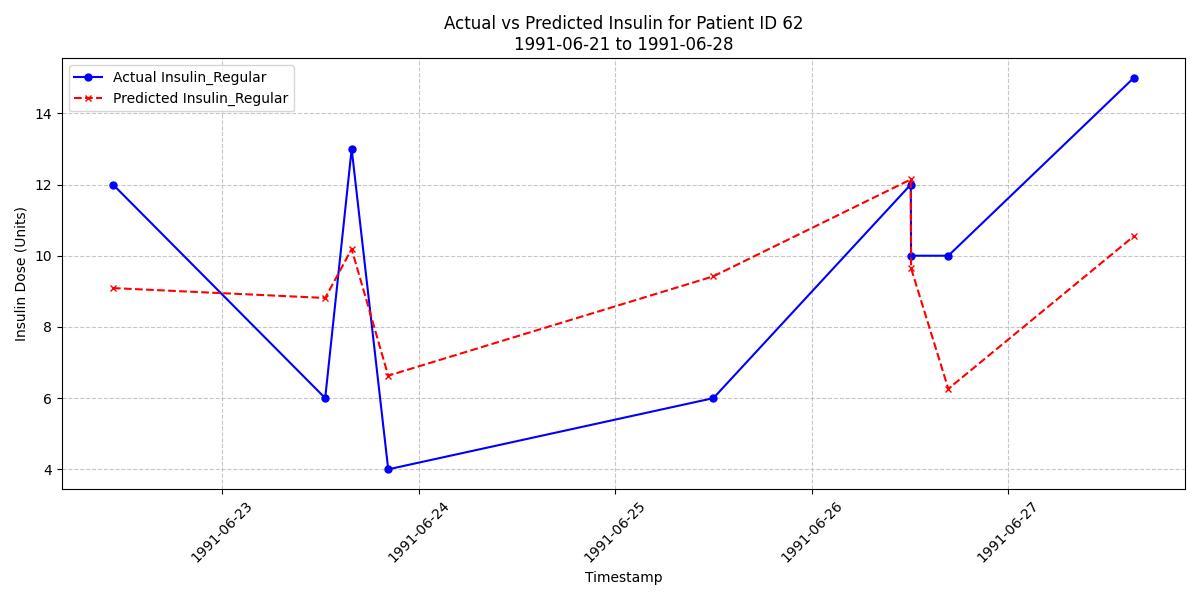 Actual vs Predicted Insulin for Patient ID 62
1991-06-21 to 1991-06-28
Actual Insulin_Regular
Predicted Insulin_Regular
Insulin Dose (Units)
14
12
10
8
6
4
1991-06-23
1991-06-24
1991-06-25
1991-06-26
1991-06-27
Timestamp